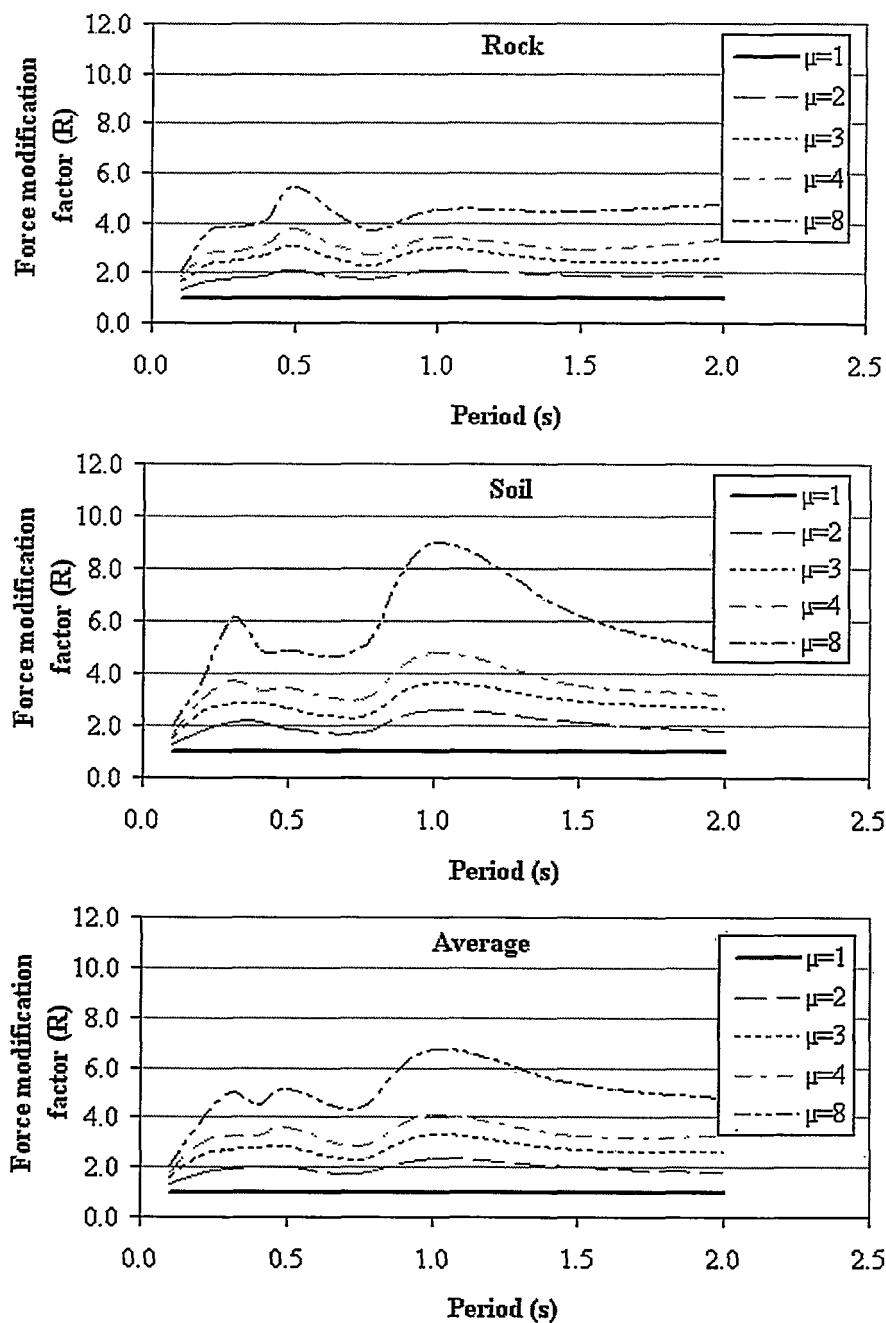 Rock
Force modification
factor (R)
12.0
10.0
8.0
6.0
4.0
2.0
0.0
0.0 0.5 1.0 1.5 2.0 2.5
Period (s)
μ=1
μ=2
μ=3
μ=4
μ=8
Soil
Force modification
factor (R)
12.0
10.0
8.0
6.0
4.0
2.0
0.0
0.0 0.5 1.0 1.5 2.0 2.5
Period (s)
μ=1
μ=2
μ=3
μ=4
μ=8
Average
Force modification
factor (R)
12.0
10.0
8.0
6.0
4.0
2.0
0.0
0.0 0.5 1.0 1.5 2.0 2.5
Period (s)
μ=1
μ=2
μ=3
μ=4
μ=8